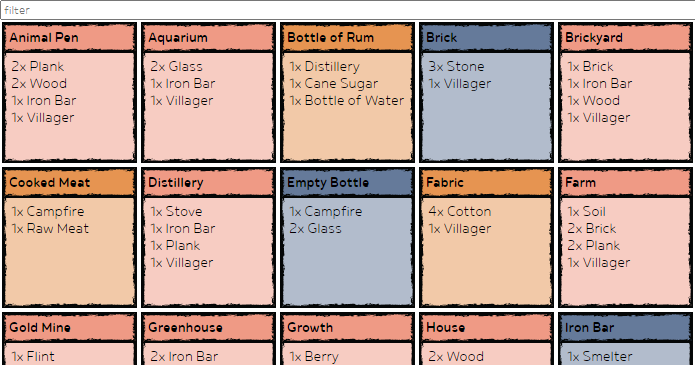 filter
Animal Pen
2x Plank
2x Wood
1x Iron Bar
1x Villager
Aquarium
2x Glass
1x Iron Bar
1x Villager
Bottle of Rum
1x Distillery
1x Cane Sugar
1x Bottle of Water
Brick
3x Stone
1x Villager
Brickyard
1x Brick
1x Iron Bar
1x Wood
1x Villager
Cooked Meat
1x Campfire
1x Raw Meat
Distillery
1x Stove
1x Iron Bar
1x Plank
1x Villager
Empty Bottle
1x Campfire
2x Glass
Fabric
4x Cotton
1x Villager
Farm
1x Soil
2x Brick
2x Plank
1x Villager
Gold Mine
1x Flint
Greenhouse
2x Iron Bar
Growth
1x Berry
House
2x Wood
Iron Bar
1x Smelter